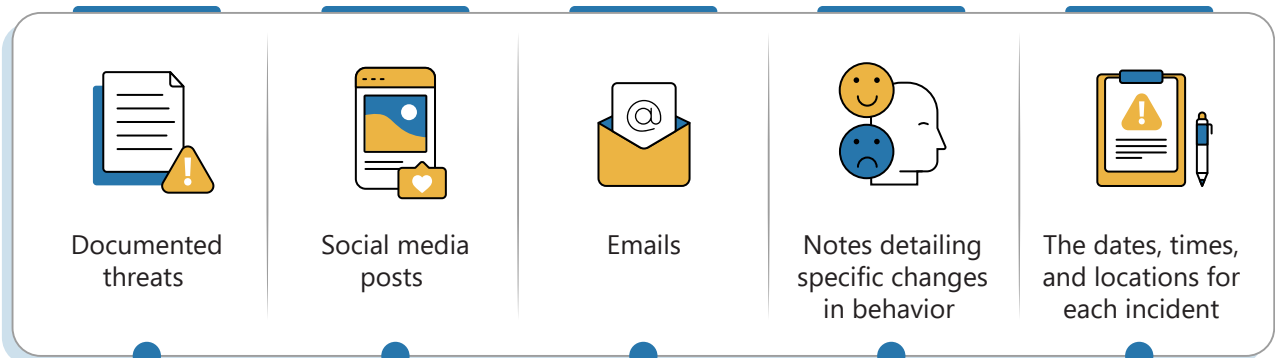 Documented
threats
Social media
posts
@
Emails
Notes detailing
specific changes
in behavior
!
The dates, times,
and locations for
each incident
!